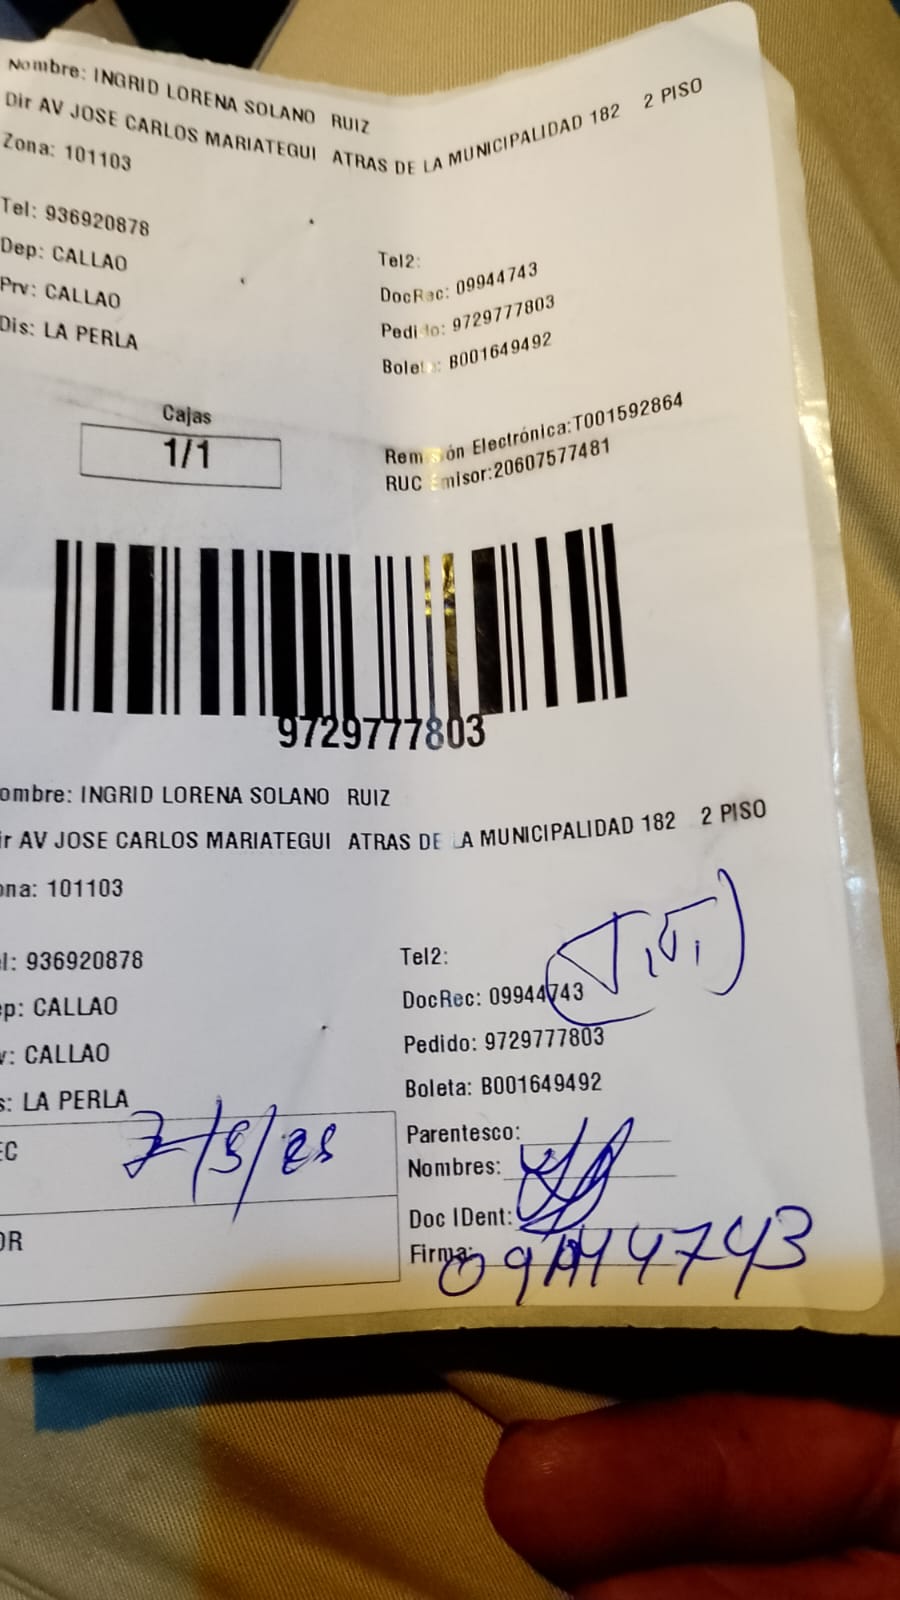 Nombre: INGRID LORENA SOLANO RUIZ
Dir AV JOSE CARLOS MARIATEGUI ATRAS DE LA MUNICIPALIDAD 182 2 PISO
Zona: 101103
Tel: 936920878
Tel2:
Dep: CALLAO
DocRec: 09944743
Prv: CALLAO
Pedido: 9729777803
Dis: LA PERLA
Boleta: B001649492
Cajas
1/1
Remisión Electrónica:T001592864
RUC Emisor:20607577481
9729777803
ombre: INGRID LORENA SOLANO RUIZ
ir AV JOSE CARLOS MARIATEGUI ATRAS DE LA MUNICIPALIDAD 182 2 PISO
ona: 101103
l: 936920878
Tel2:
ep: CALLAO
DocRec: 09944743
v: CALLAO
Pedido: 9729777803
s: LA PERLA
Boleta: B001649492
EC
Parentesco:
Nombres:
Doc IDent:
OR
Firma: